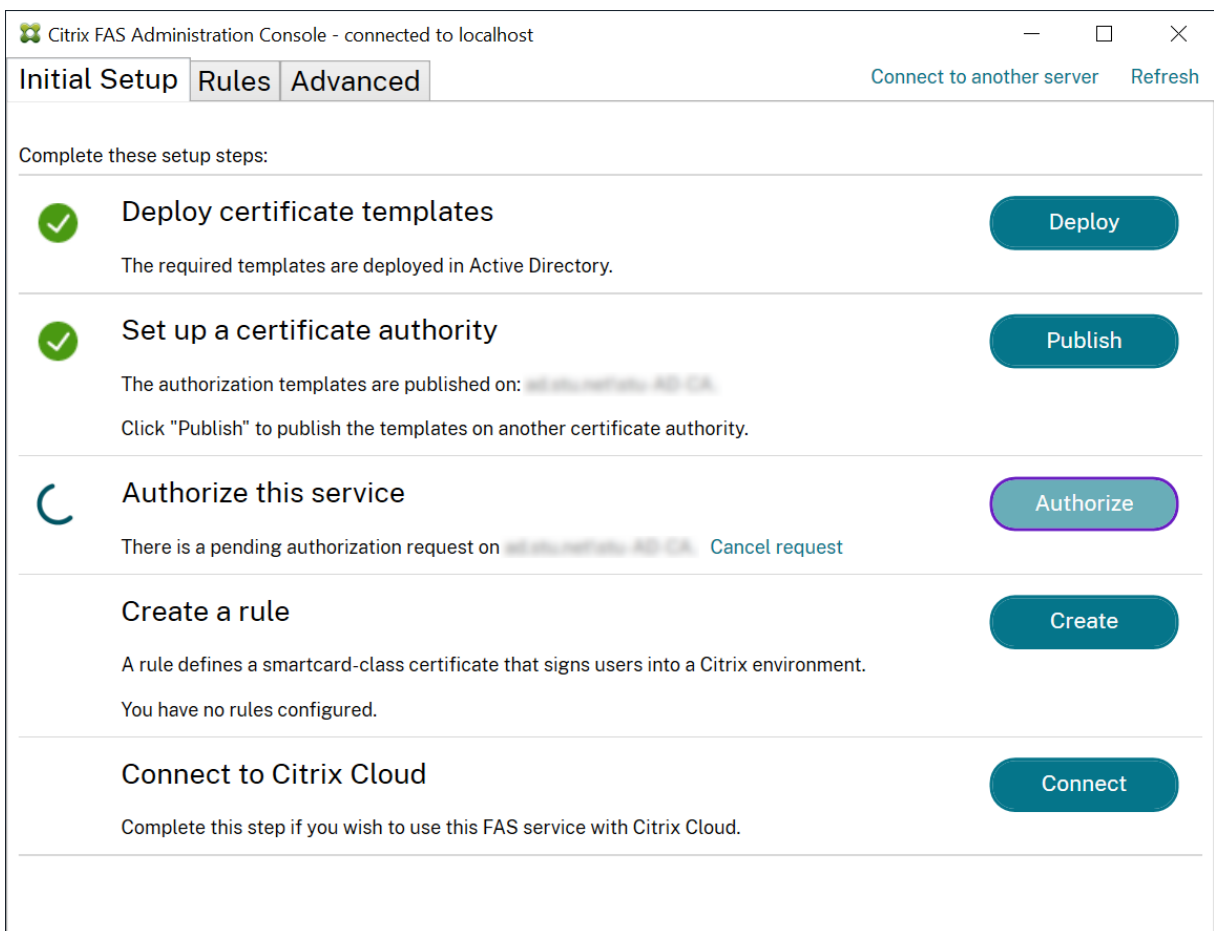 Citrix FAS Administration Console - connected to localhost
Initial Setup Rules Advanced Connect to another server Refresh
Complete these setup steps:
Deploy certificate templates
Deploy
The required templates are deployed in Active Directory.
Set up a certificate authority
Publish
The authorization templates are published on:
Click "Publish" to publish the templates on another certificate authority.
Authorize this service
Authorize
There is a pending authorization request on Cancel request
Create a rule
Create
A rule defines a smartcard-class certificate that signs users into a Citrix environment.
You have no rules configured.
Connect to Citrix Cloud
Connect
Complete this step if you wish to use this FAS service with Citrix Cloud.